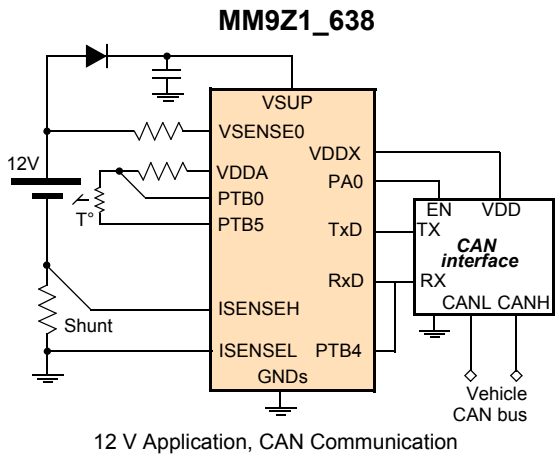 MM9Z1_638
VSUP
VSENSE0
VDDX
12V
VDDA
PA0
PTB0
EN VDD
T°
PTB5
TxD
TX
CAN
interface
RxD
RX
CANL CANH
ISENSEH
Shunt
ISENSEL
PTB4
GNDs
Vehicle
CAN bus
12 V Application, CAN Communication